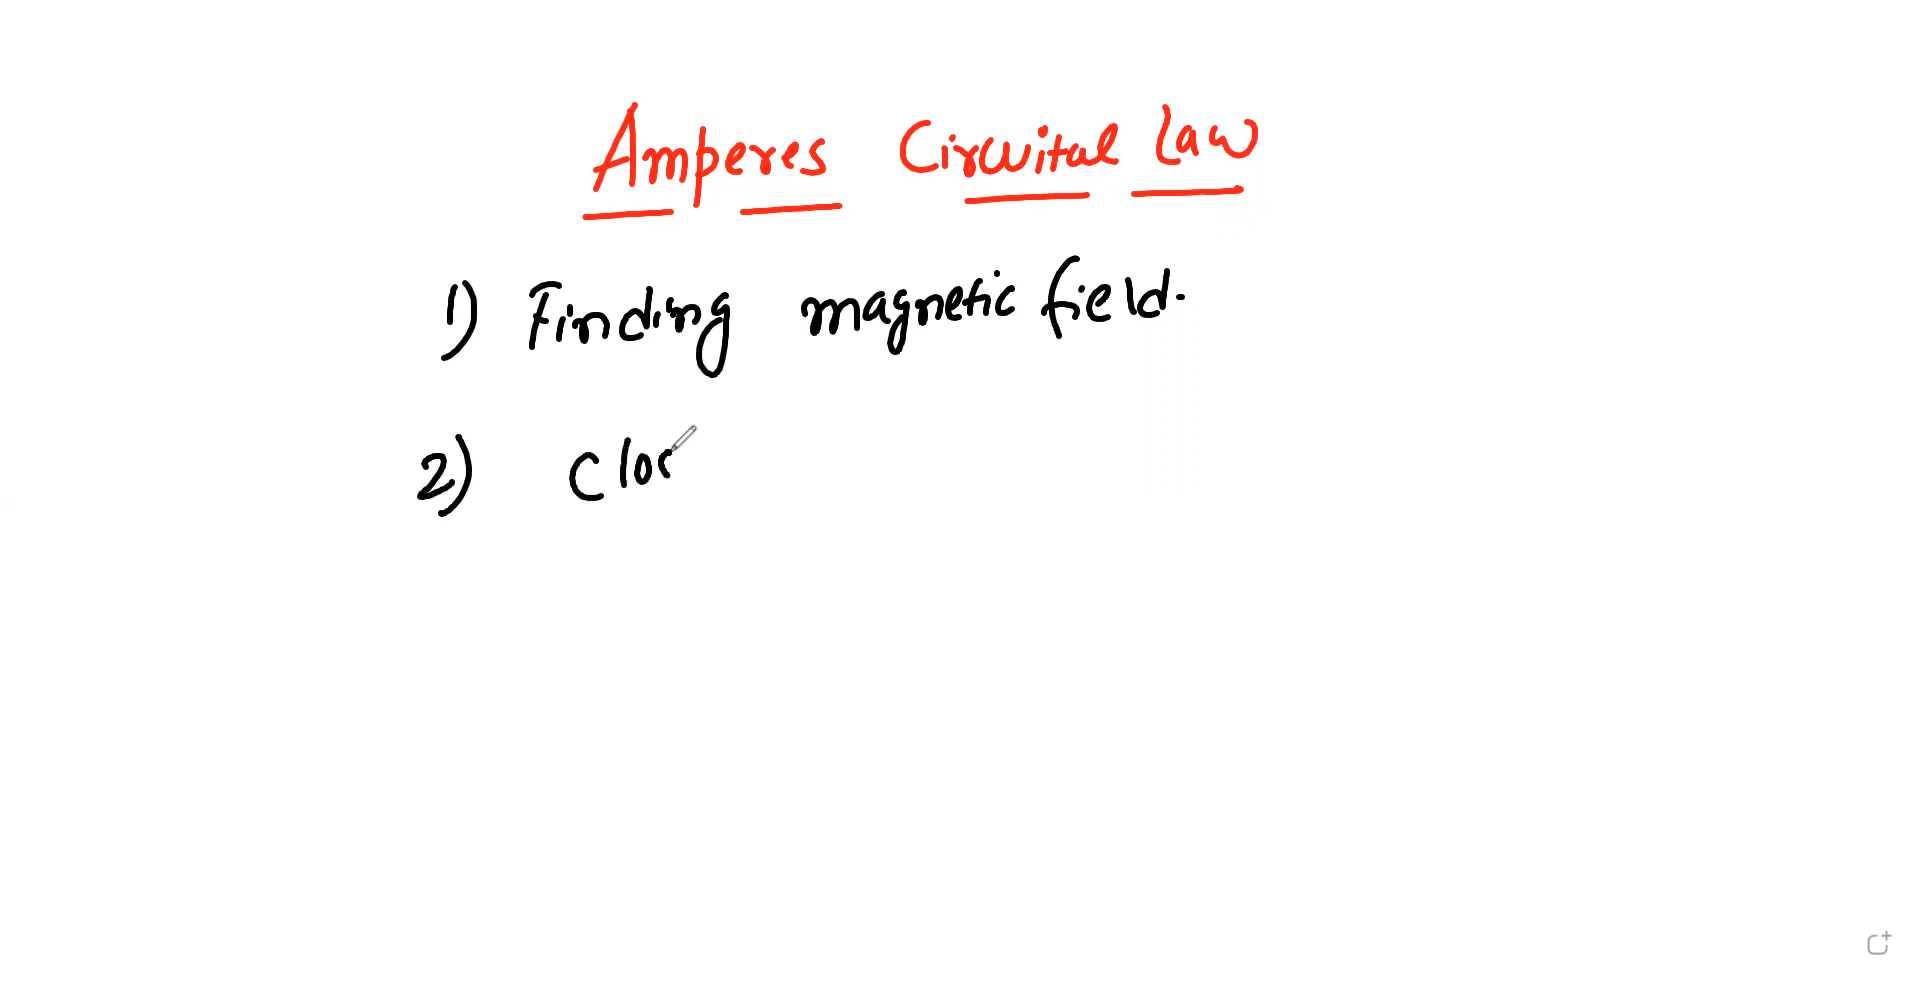 Amperes Circuital Law
1) Finding magnetic field.
2) Clo